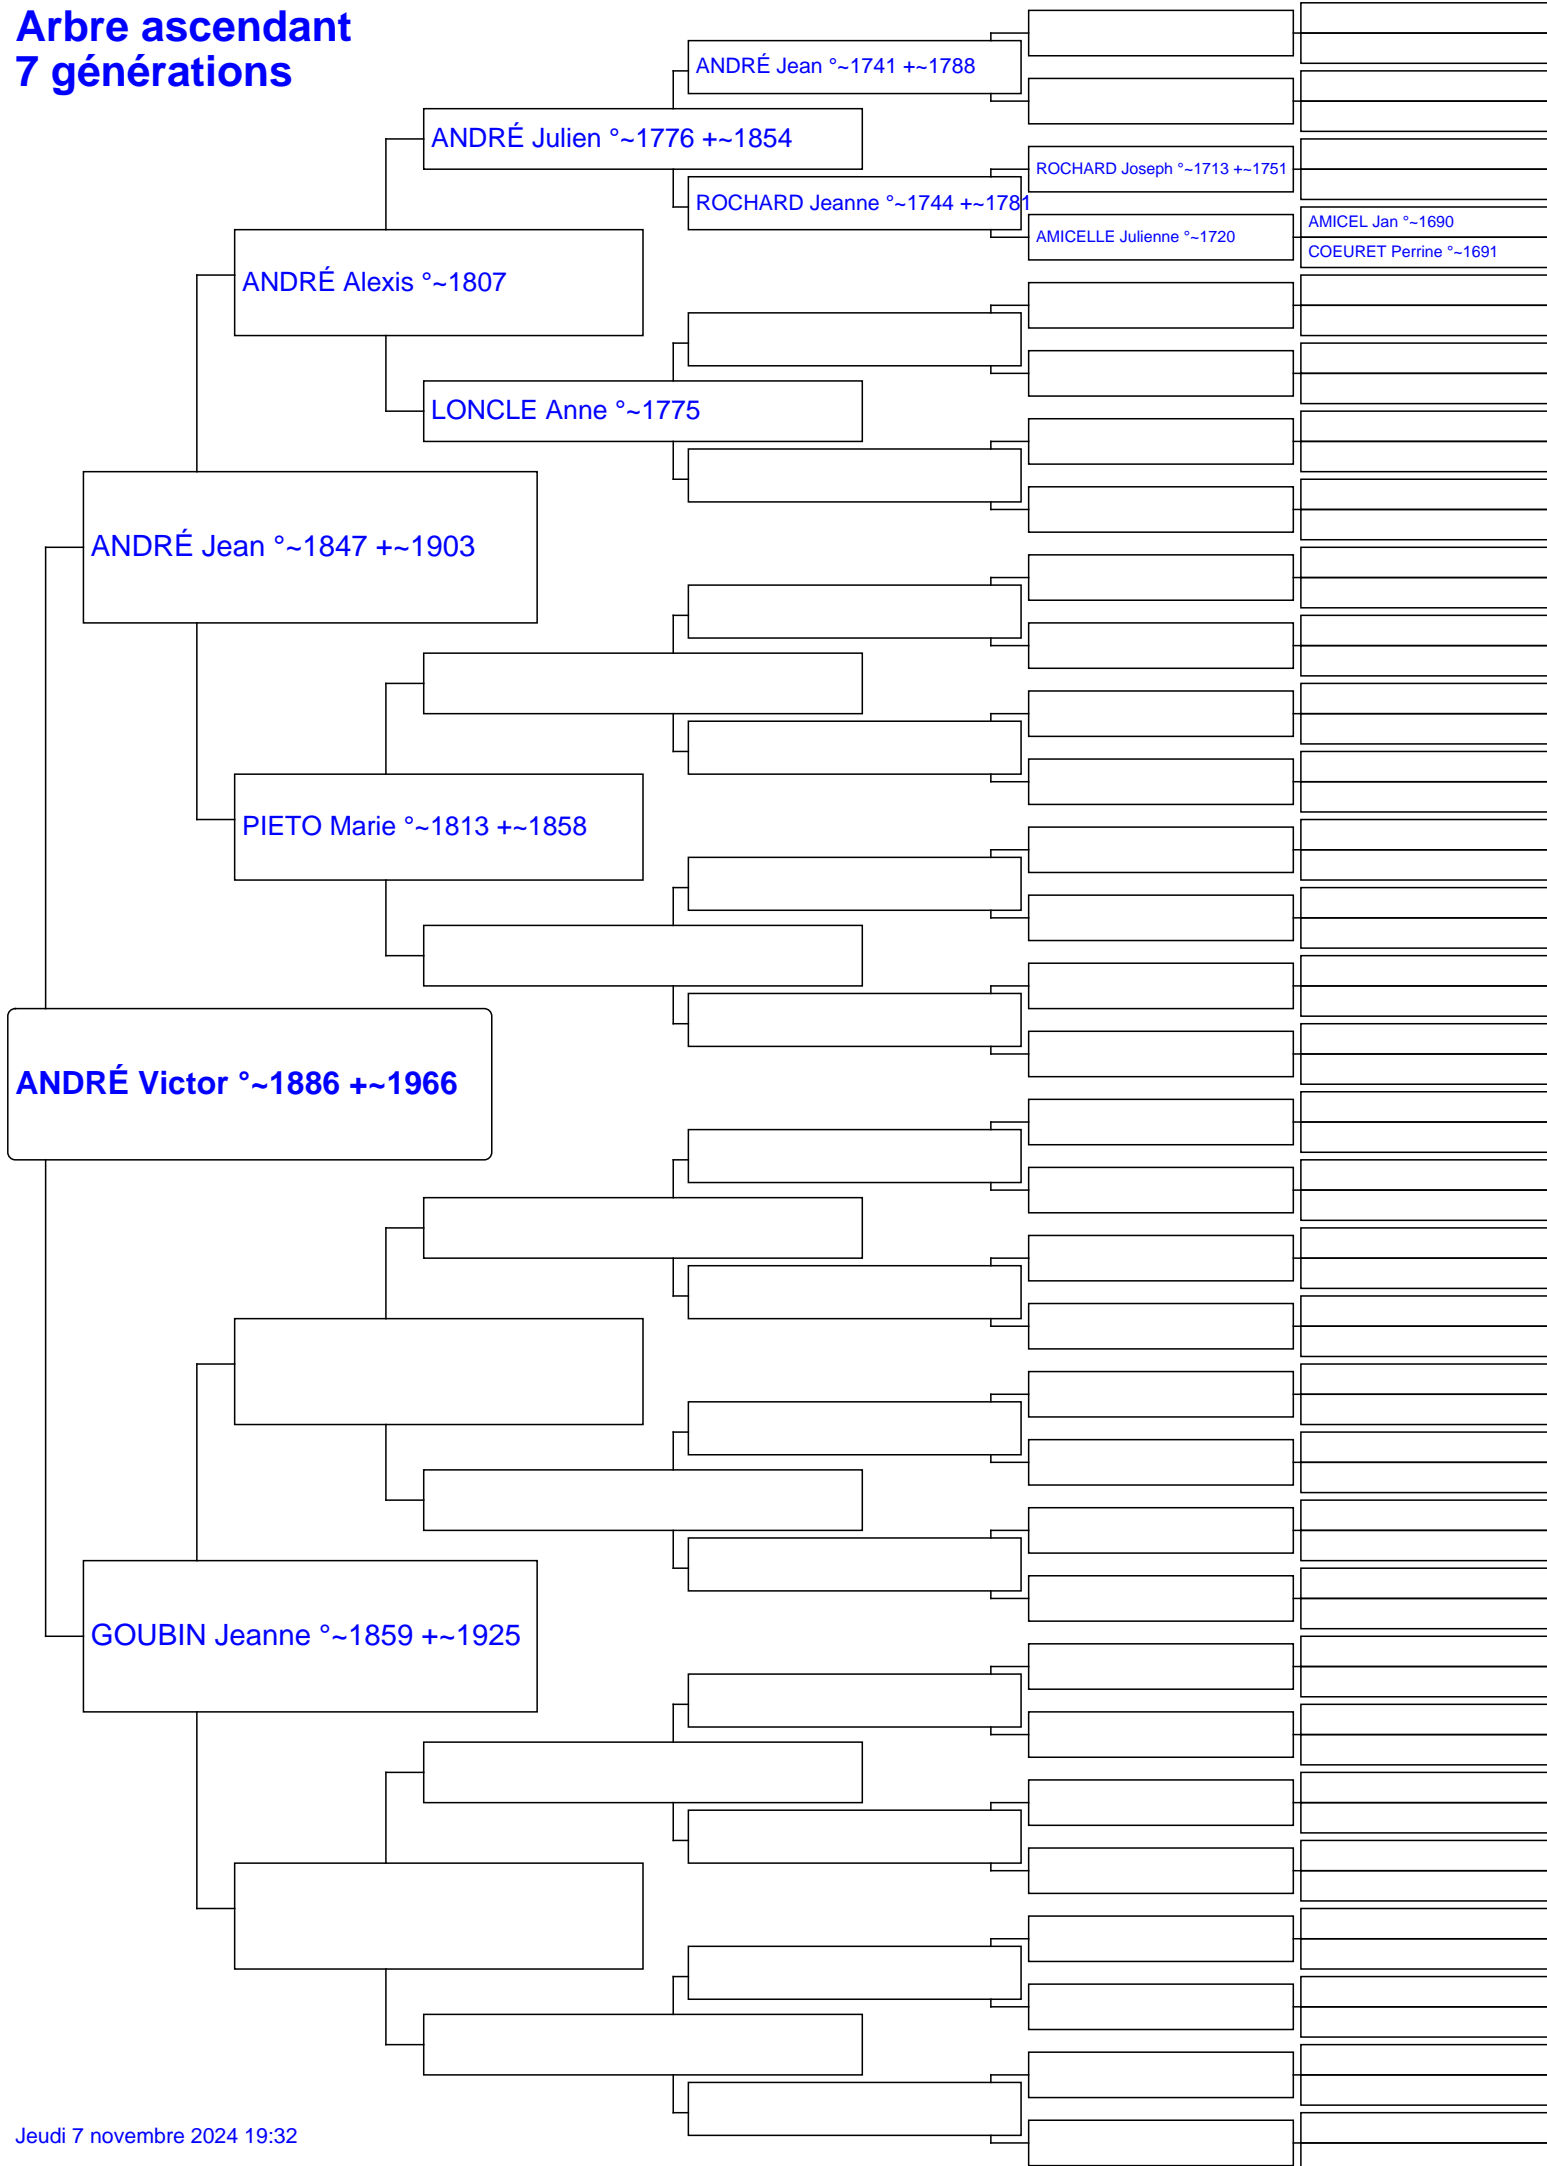 Arbre ascendant
7 générations
ANDRÉ Jean °~1741 +~1788
ANDRÉ Julien °~1776 +~1854
ROCHARD Joseph °~1713 +~1751
ROCHARD Jeanne °~1744 +~1781
AMICEL Jan °~1690
AMICELLE Julienne °~1720
COEURET Perrine °~1691
ANDRÉ Alexis °~1807
LONCLE Anne °~1775
ANDRÉ Jean °~1847 +~1903
PIETO Marie °~1813 +~1858
ANDRÉ Victor °~1886 +~1966
GOUBIN Jeanne °~1859 +~1925
Jeudi 7 novembre 2024 19:32